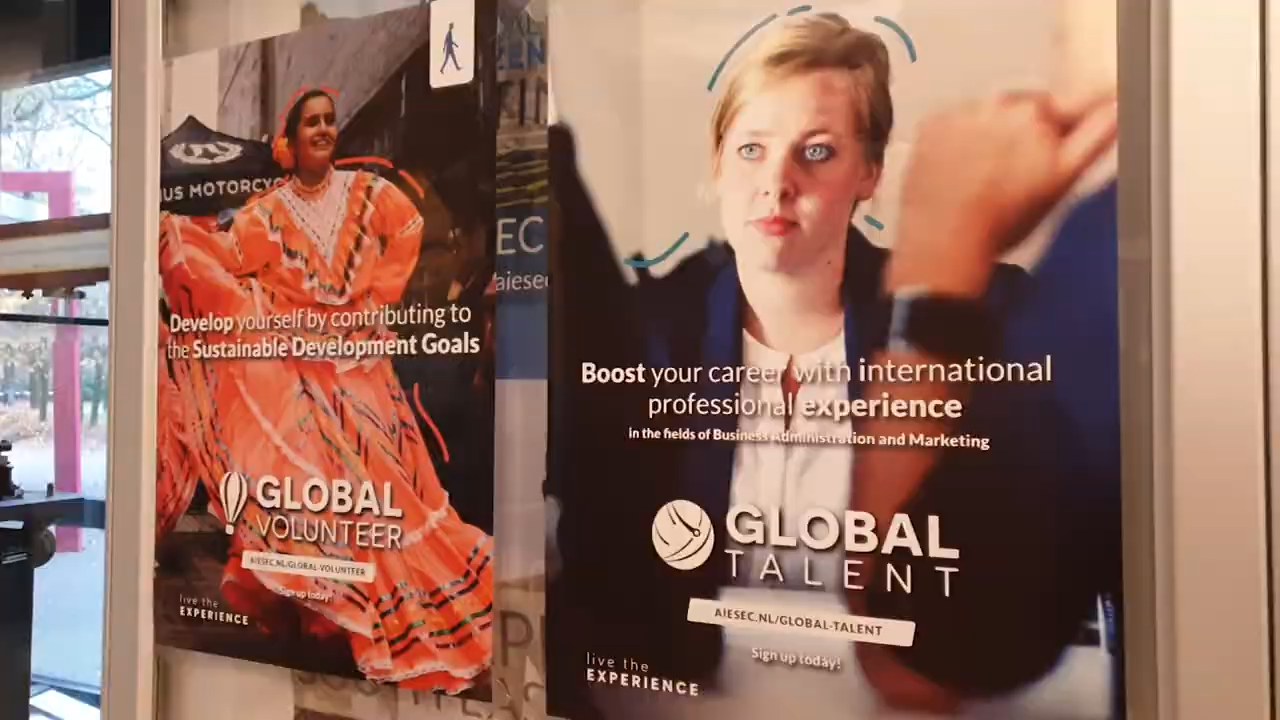 US MOTORCYC
Develop yourself by contributing to
the Sustainable Development Goals
GLOBAL
VOLUNTEER
AIESEC.NL/GLOBAL-VOLUNTEER
Sign up today!
live the
EXPERIENCE
ZEN
EC
aiesec
Boost your career with international
professional experience
in the fields of Business Administration and Marketing
GLOBAL
TALENT
AIESEC.NL/GLOBAL-TALENT
Sign up today!
live the
EXPERIENCE